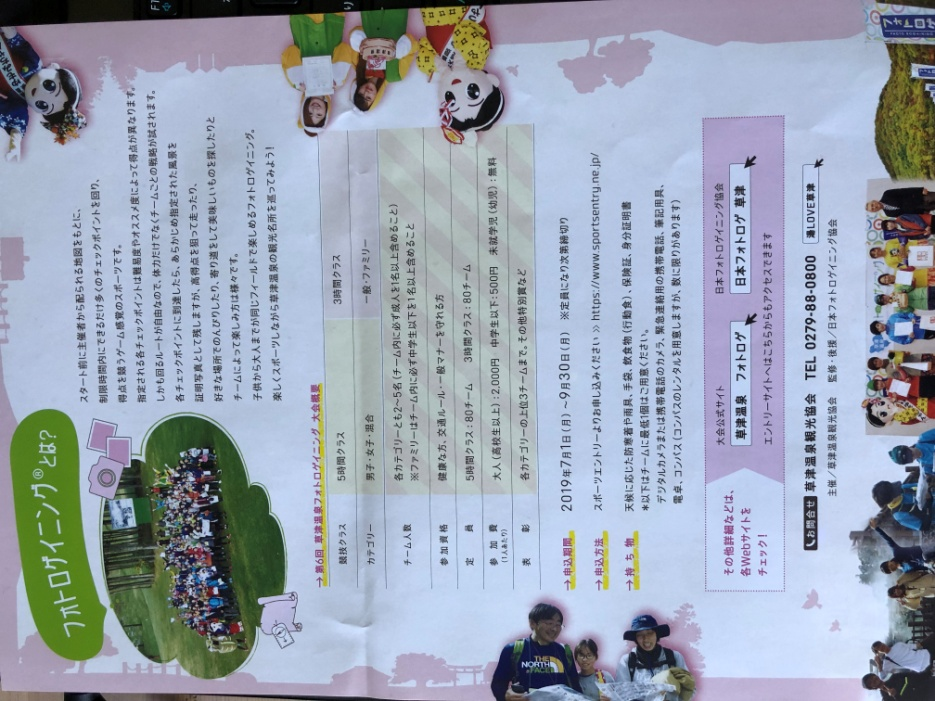 フォトロゲイニング®とは?
スタート前に主催者から配られる地図をもとに、
制限時間内にできるだけ多くのチェックポイントを回り、
得点を競うゲーム感覚のスポーツです。
指定される各チェックポイントは難易度やオススメ度によって得点が異なります。
しかも回るルートが自由なので、体力だけでなくチームごとの戦略が試されます。
各チェックポイントに到達したら、あらかじめ指定された風景を
証明写真として残しますが、高得点を狙って走ったり、
好きな場所でのんびりしたり、寄り道をして美味しいものを探したりと
チームによって楽しみ方は様々です。
子供から大人までが同じフィールドで楽しめるフォトロゲイニング。
楽しくスポーツしながら草津温泉の観光名所を巡ってみよう!
→第6回 草津温泉フォトロゲイニング 大会概要
競技クラス 5時間クラス 3時間クラス
カテゴリー 男子・女子・混合 一般・ファミリー
チーム人数 各カテゴリーとも2~5名(チーム内に必ず成人を1名以上含めること)
※ファミリーはチーム内に必ず中学生以下を1名以上含めること
参加資格 健康な方、交通ルール・一般マナーを守れる方
定員 5時間クラス:80チーム 3時間クラス:80チーム
参加費 (1人あたり) 大人(高校生以上):2,000円 中学生以下:500円 未就学児(幼児):無料
表彰 各カテゴリーの上位3チームまで。その他特別賞など
→申込期間 2019年7月1日(月)~9月30日(月) ※定員になり次第締切り
→申込方法 スポーツエントリーよりお申し込みください >> https://www.sportsentry.ne.jp/
→持ち物 天候に応じた防寒着や雨具、手袋、飲食物(行動食)、保険証、身分証明書
*以下はチームに最低1個はご用意ください。
デジタルカメラまたは携帯電話のカメラ、緊急連絡用の携帯電話、筆記用具、
電卓、コンパス(コンパスのレンタルも用意しますが、数に限りがあります)
その他詳細などは、
各Webサイトを
チェック!
大会公式サイト
草津温泉 フォトロゲ
日本フォトロゲイニング協会
日本フォトロゲ 草津
エントリーサイトへはこちらからもアクセスできます
お問合せ 草津温泉観光協会 TEL 0279-88-0800 湯LOVE草津
主催/草津温泉観光協会 監修・後援/日本フォトロゲイニング協会
THE
NORTH
FACE